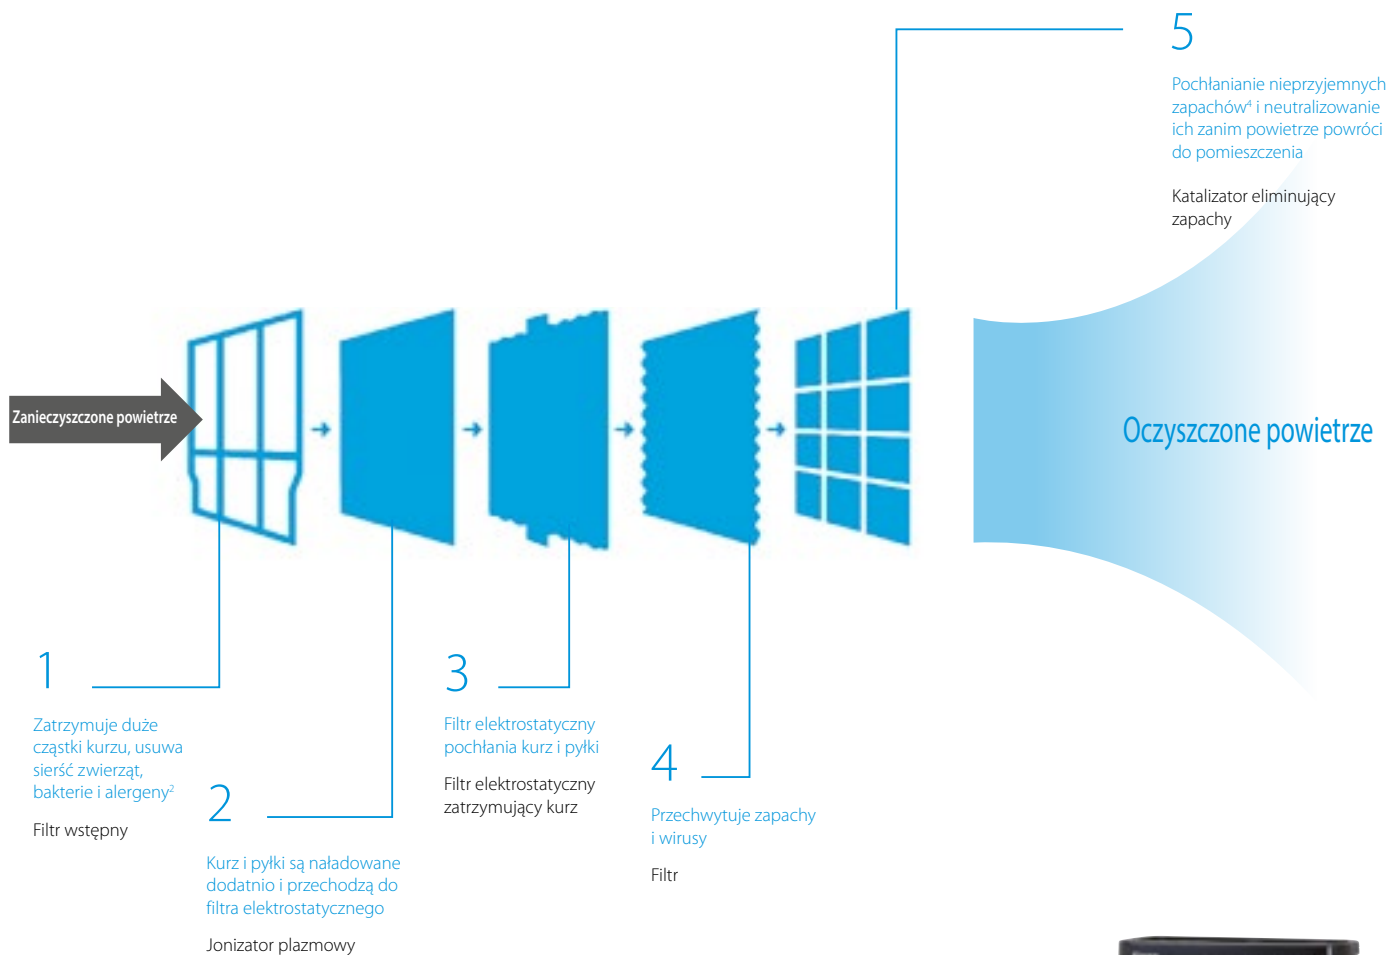 5
Pochłanianie nieprzyjemnych
zapachów⁴ i neutralizowanie
ich zanim powietrze powróci
do pomieszczenia
Katalizator eliminujący
zapachy
Zanieczyszczone powietrze
Oczyszczone powietrze
1
Zatrzymuje duże
cząstki kurzu, usuwa
sierść zwierząt,
bakterie i alergeny²
Filtr wstępny
2
Kurz i pyłki są naładowane
dodatnio i przechodzą do
filtra elektrostatycznego
Jonizator plazmowy
3
Filtr elektrostatyczny
pochłania kurz i pyłki
Filtr elektrostatyczny
zatrzymujący kurz
4
Przechwytuje zapachy
i wirusy
Filtr